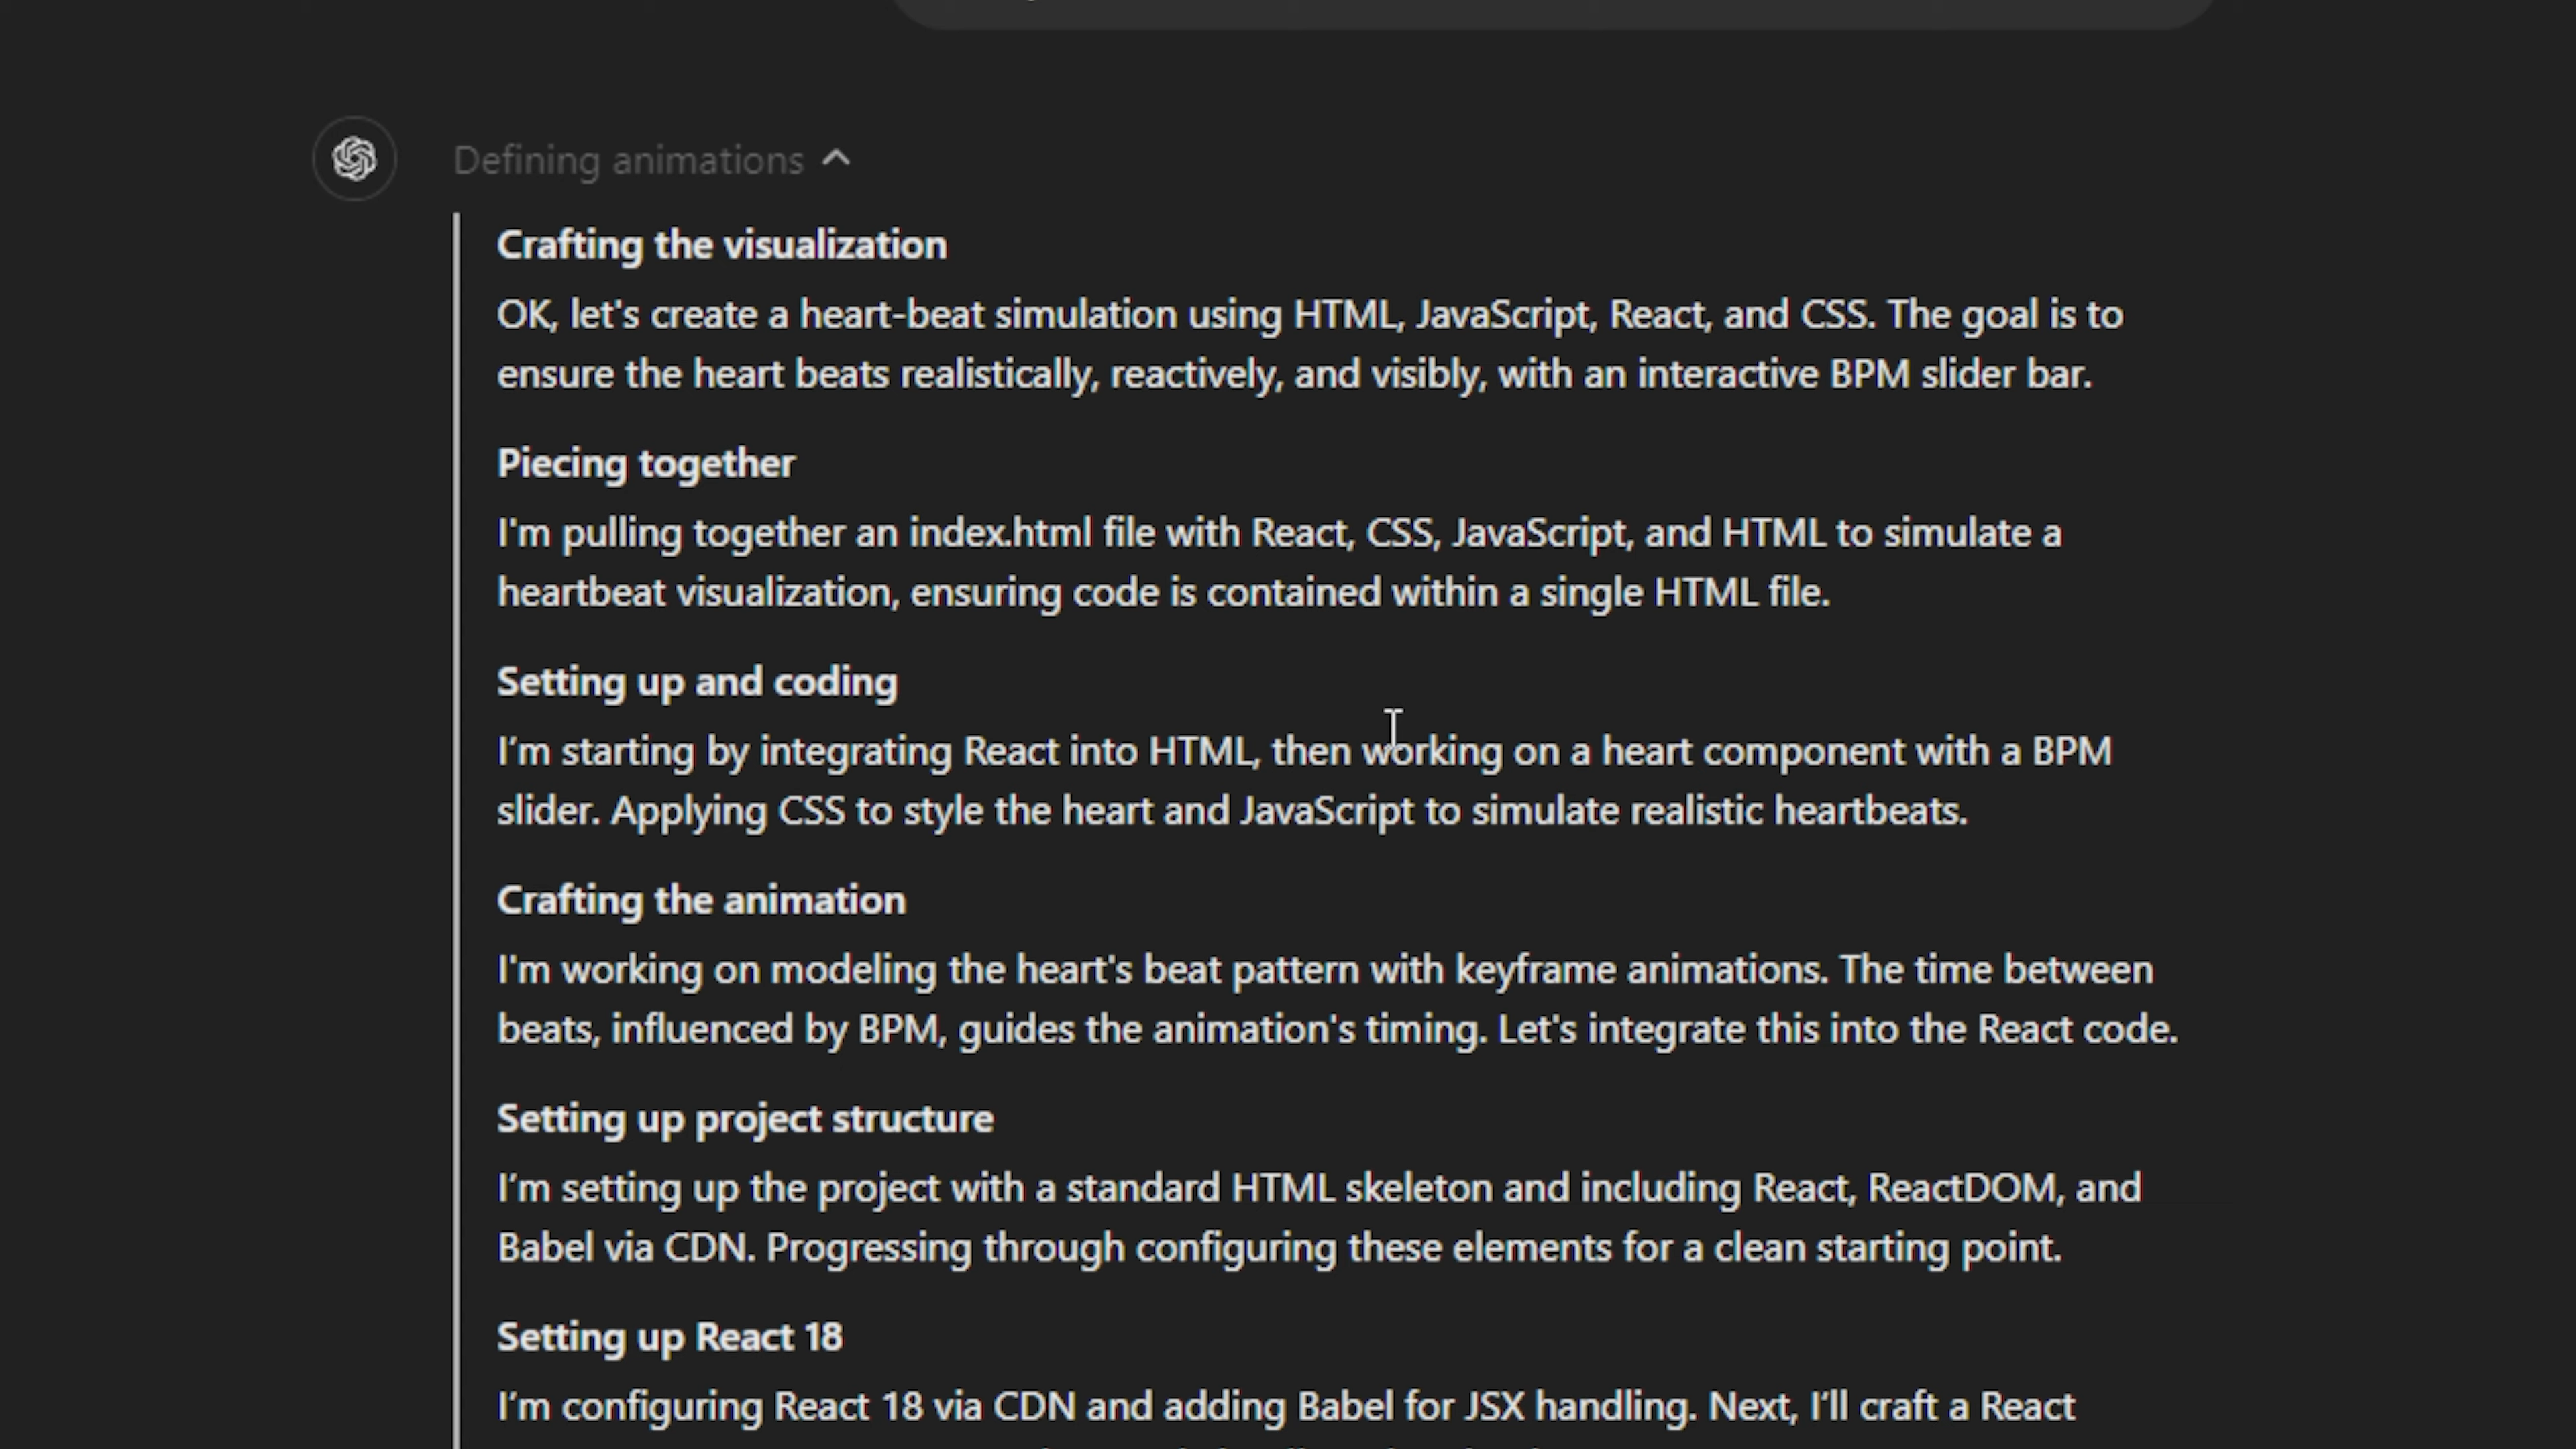 Defining animations
Crafting the visualization
OK, let's create a heart-beat simulation using HTML, JavaScript, React, and CSS. The goal is to
ensure the heart beats realistically, reactively, and visibly, with an interactive BPM slider bar.
Piecing together
I'm pulling together an index.html file with React, CSS, JavaScript, and HTML to simulate a
heartbeat visualization, ensuring code is contained within a single HTML file.
Setting up and coding
I’m starting by integrating React into HTML, then working on a heart component with a BPM
slider. Applying CSS to style the heart and JavaScript to simulate realistic heartbeats.
Crafting the animation
I'm working on modeling the heart's beat pattern with keyframe animations. The time between
beats, influenced by BPM, guides the animation's timing. Let's integrate this into the React code.
Setting up project structure
I’m setting up the project with a standard HTML skeleton and including React, ReactDOM, and
Babel via CDN. Progressing through configuring these elements for a clean starting point.
Setting up React 18
I’m configuring React 18 via CDN and adding Babel for JSX handling. Next, I’ll craft a React